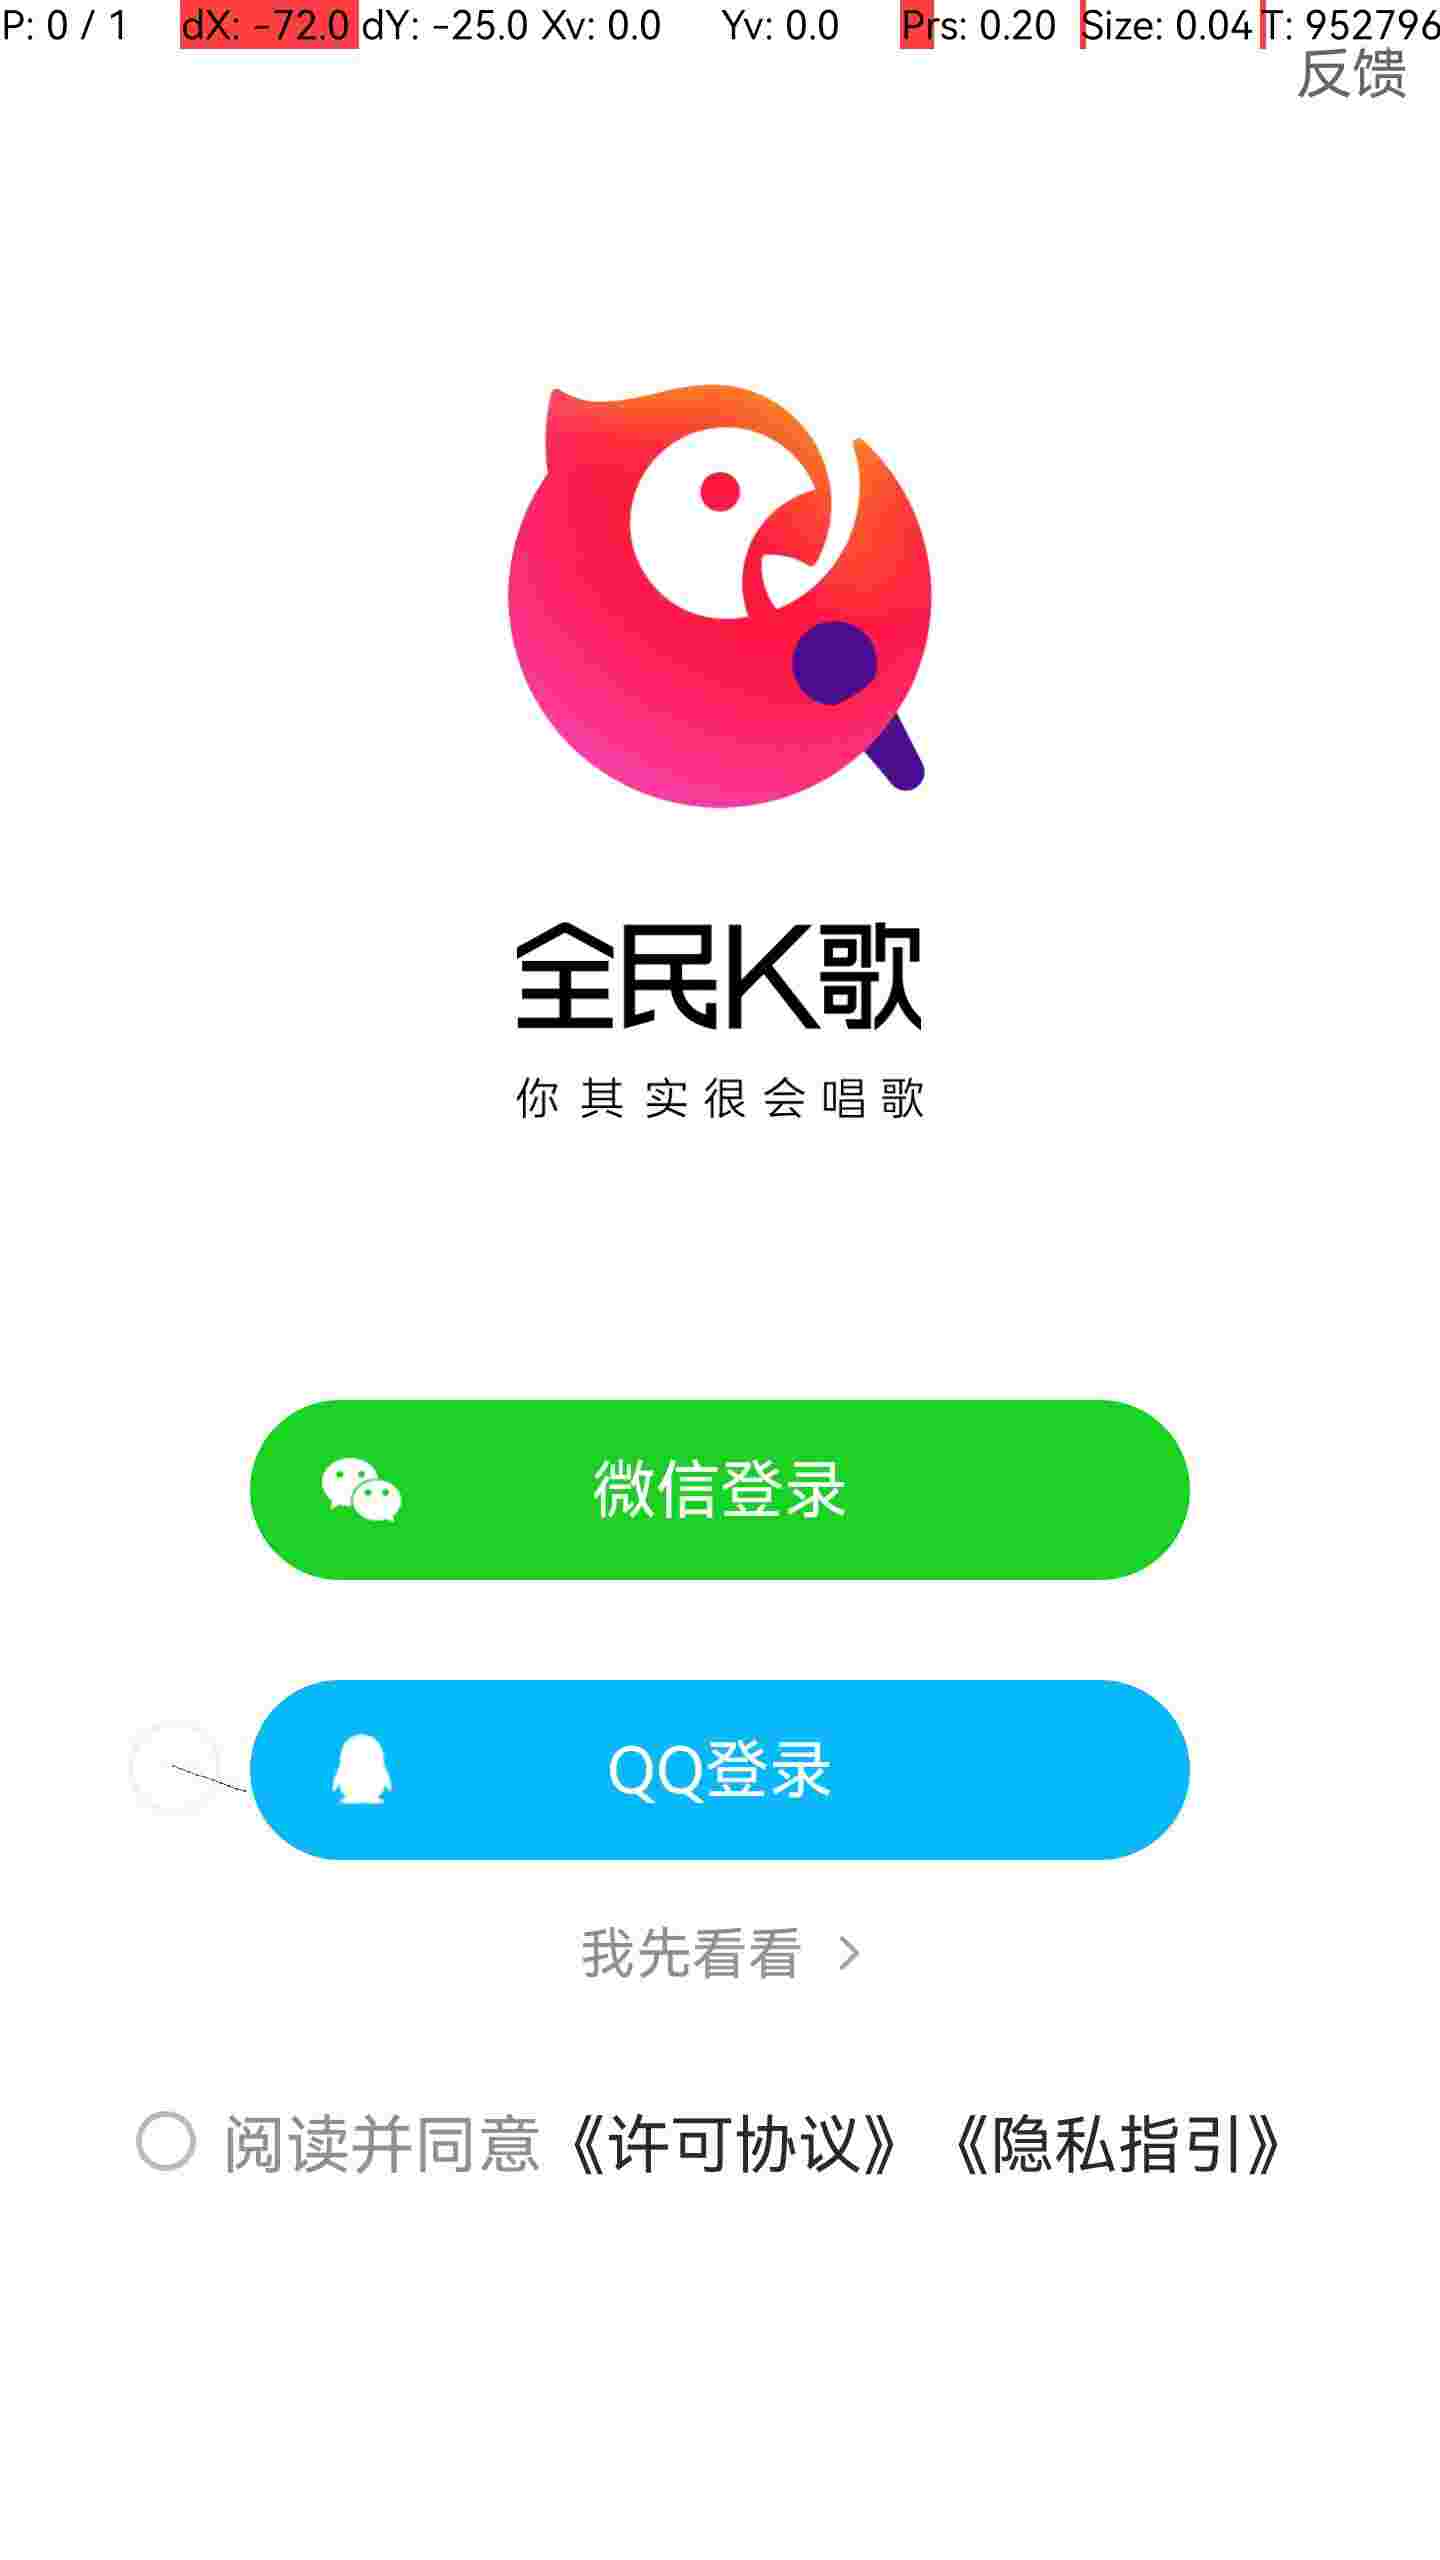 P: 0 / 1 dX: -72.0 dY: -25.0 Xv: 0.0 Yv: 0.0 Prs: 0.20 Size: 0.04 T: 952796
反馈
全民K歌
你其实很会唱歌
微信登录
QQ登录
我先看看
阅读并同意《许可协议》《隐私指引》